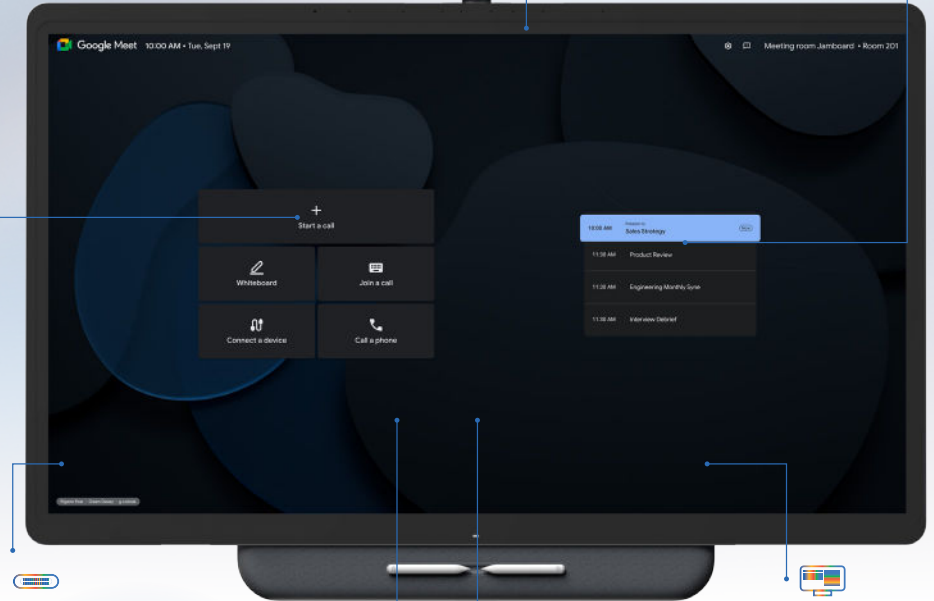 Google Meet 10:00 AM • Tue, Sept 19
Meeting room Jamboard • Room 201
Start a call
Whiteboard
Join a call
Connect a device
Call a phone
10:00 AM
Sales Strategy
Now
11:30 AM Product Review
11:30 AM Engineering Monthly Sync
11:30 AM Interview Debrief